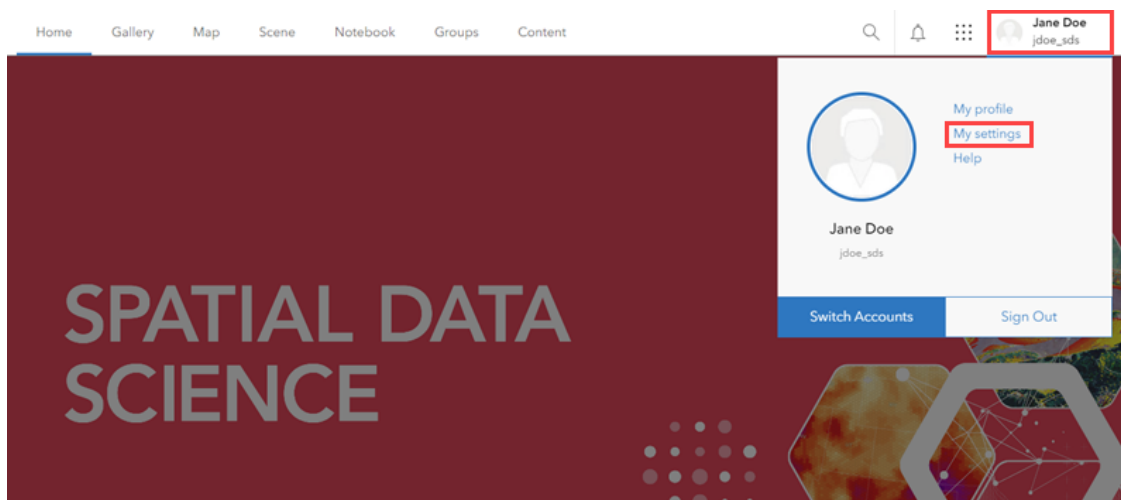 Home Gallery Map Scene Notebook Groups Content
Jane Doe
jdoe_sds
My profile
My settings
Help
Jane Doe
jdoe_sds
Switch Accounts Sign Out
SPATIAL DATA
SCIENCE